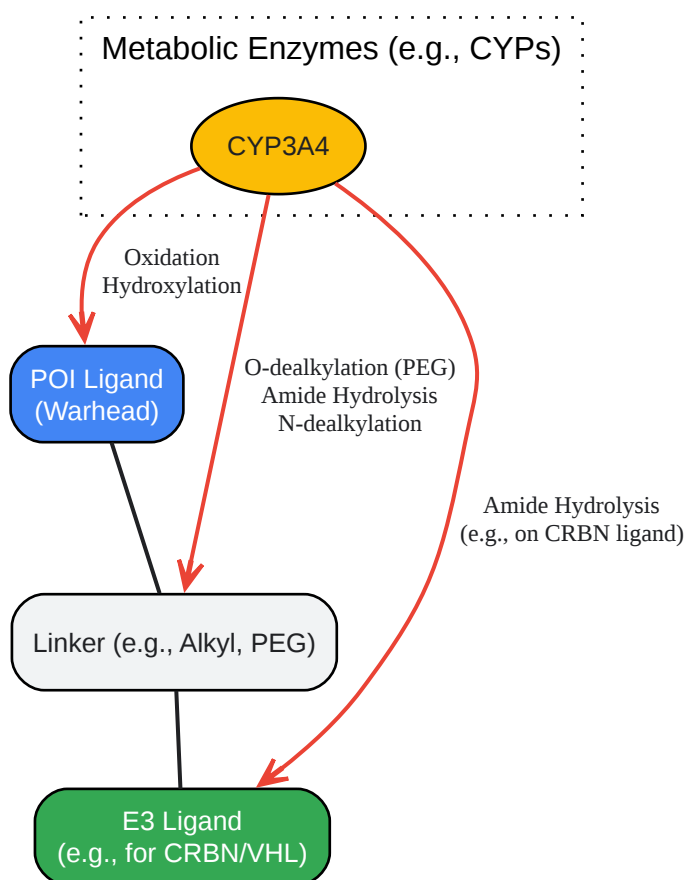 Metabolic Enzymes (e.g., CYPs)
CYP3A4
Oxidation
Hydroxylation
POI Ligand
(Warhead)
O-dealkylation (PEG)
Amide Hydrolysis
N-dealkylation
Amide Hydrolysis
(e.g., on CRBN ligand)
Linker (e.g., Alkyl, PEG)
E3 Ligand
(e.g., for CRBN/VHL)